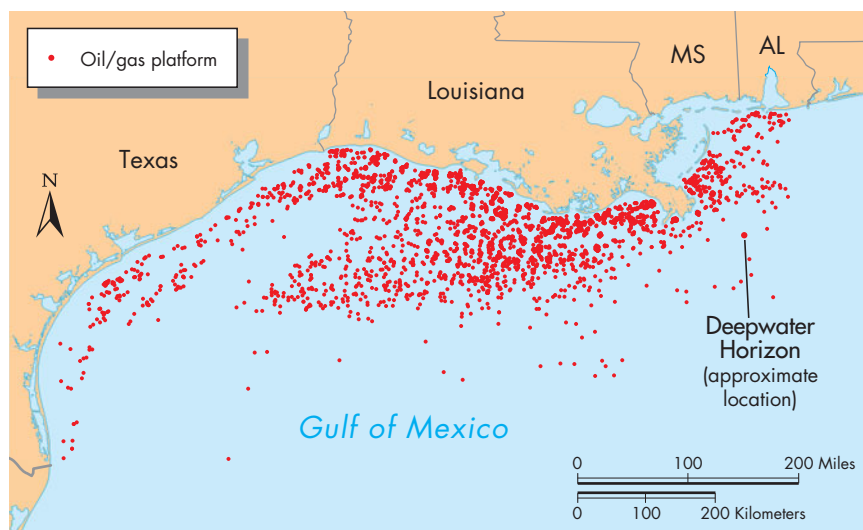 Oil/gas platform
MS
AL
Louisiana
Texas
N
Deepwater
Horizon
(approximate
location)
Gulf of Mexico
0 100 200 Miles
0 100 200 Kilometers